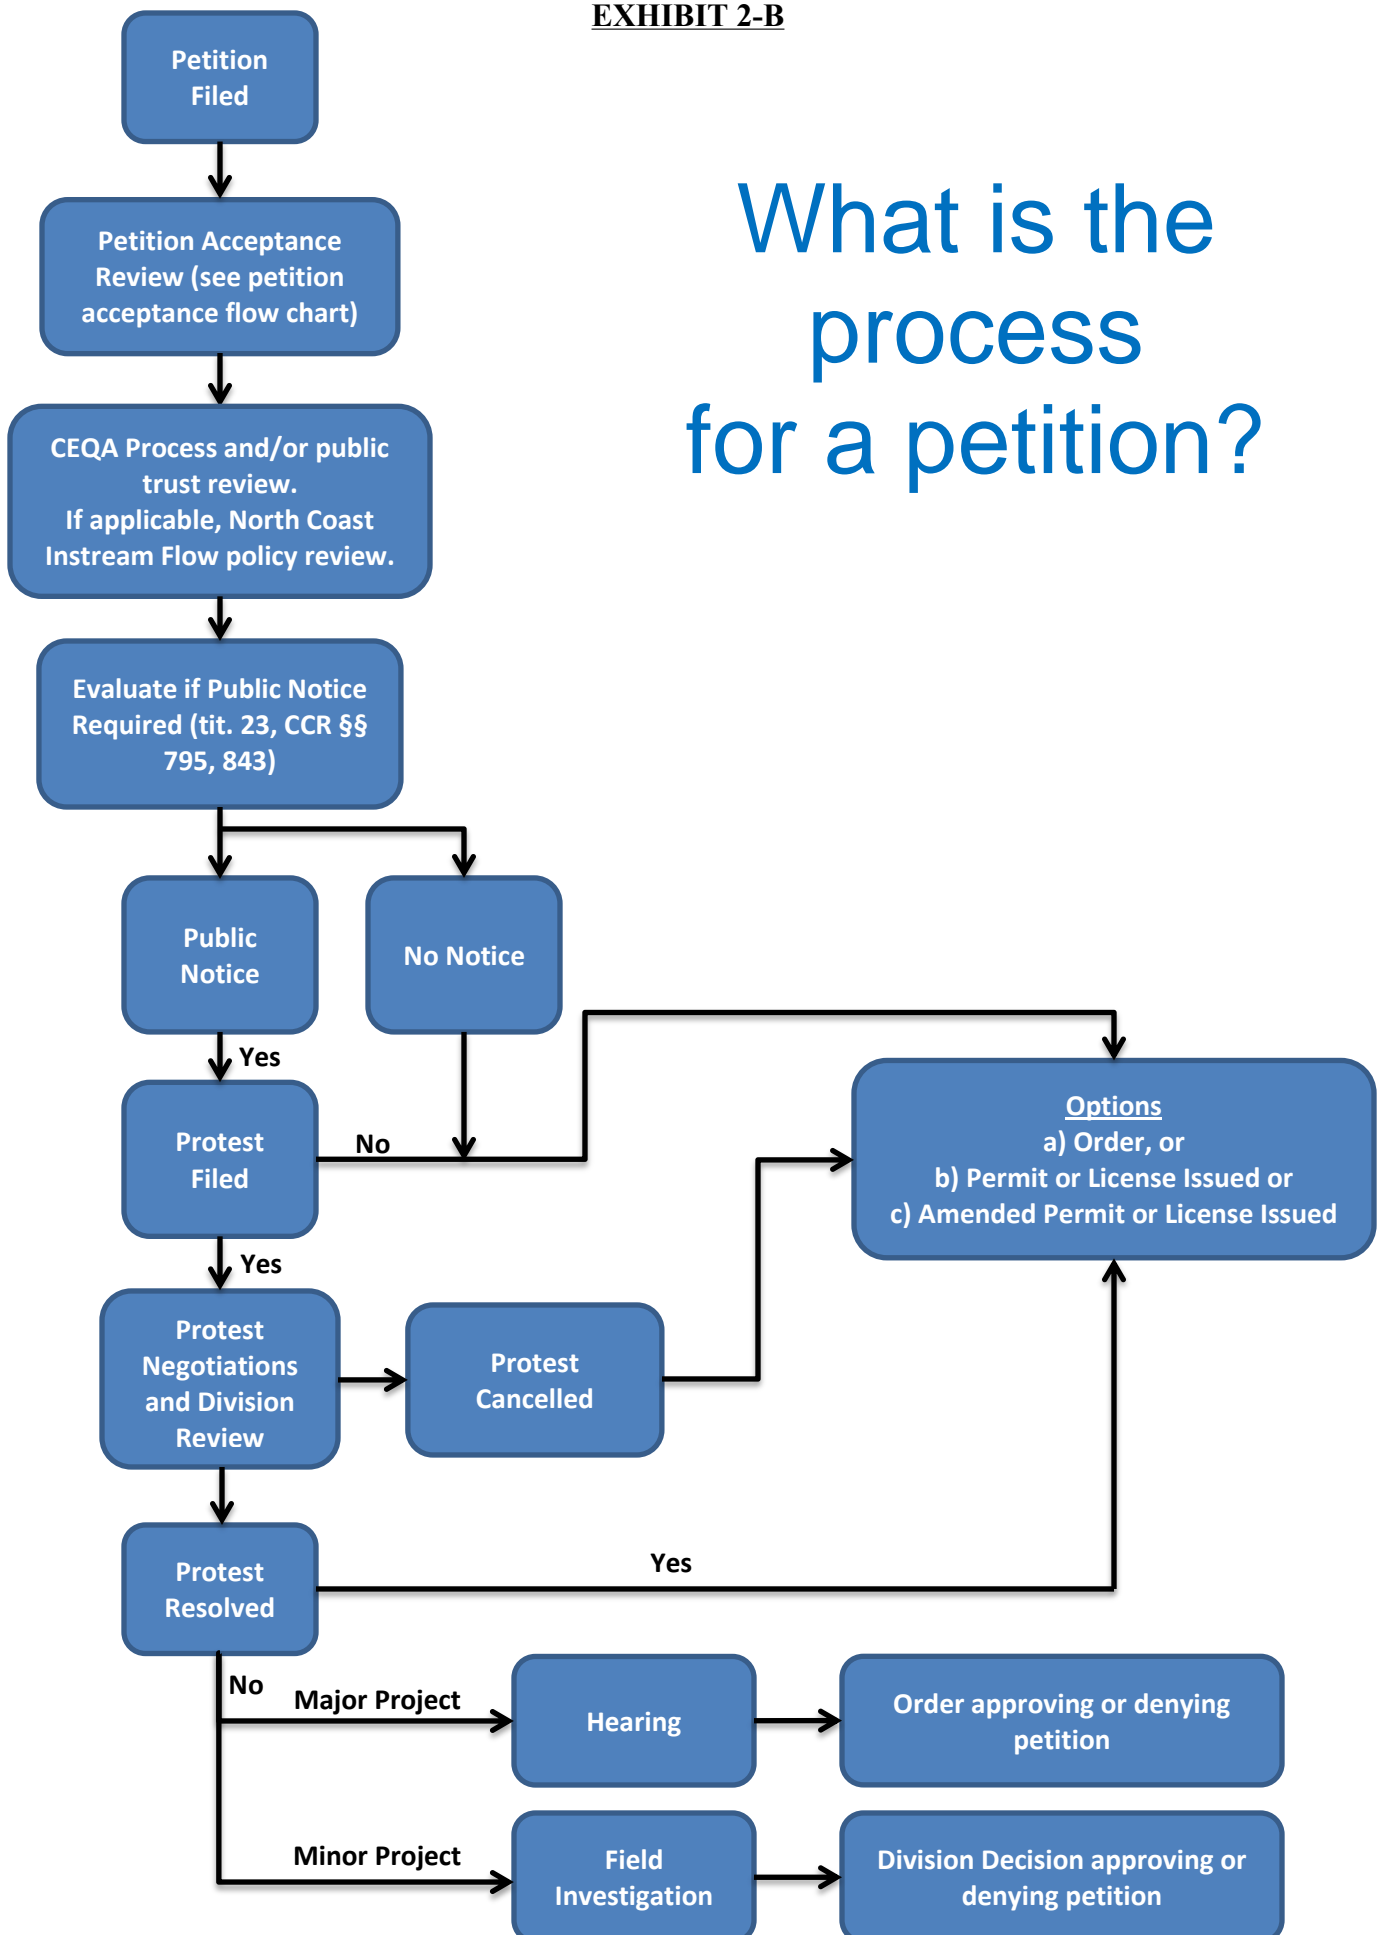 EXHIBIT 2-B
Petition
Filed
What is the
process
for a petition?
Petition Acceptance
Review (see petition
acceptance flow chart)
CEQA Process and/or public
trust review.
If applicable, North Coast
Instream Flow policy review.
Evaluate if Public Notice
Required (tit. 23, CCR §§
795, 843)
Public
Notice
No Notice
Yes
Protest
Filed
No
Options
a) Order, or
b) Permit or License Issued or
c) Amended Permit or License Issued
Yes
Protest
Negotiations
and Division
Review
Protest
Cancelled
Protest
Resolved
Yes
No
Major Project
Hearing
Order approving or denying
petition
Minor Project
Field
Investigation
Division Decision approving or
denying petition